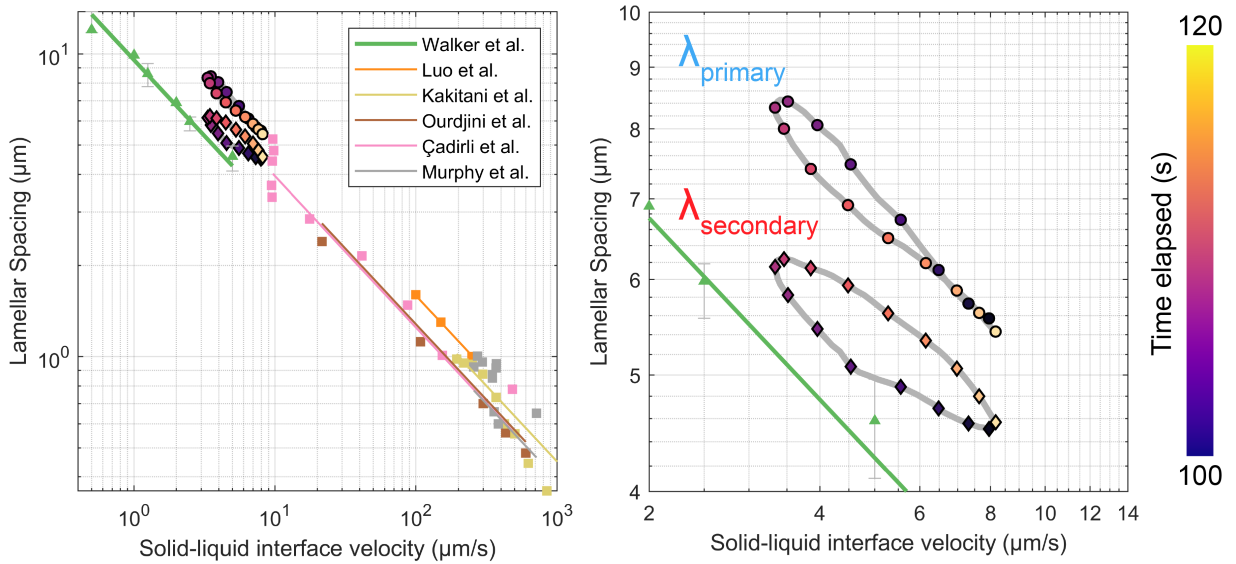 10¹
10⁰
10⁰
10¹
10²
10³
Lamellar Spacing (μm)
Solid-liquid interface velocity (μm/s)
Walker et al.
Luo et al.
Kakitani et al.
Ourdjini et al.
Çadirli et al.
Murphy et al.
10
9
8
7
6
5
4
2
4
6
8
10
12
14
Lamellar Spacing (μm)
Solid-liquid interface velocity (μm/s)
λprimary
λsecondary
120
Time elapsed (s)
100